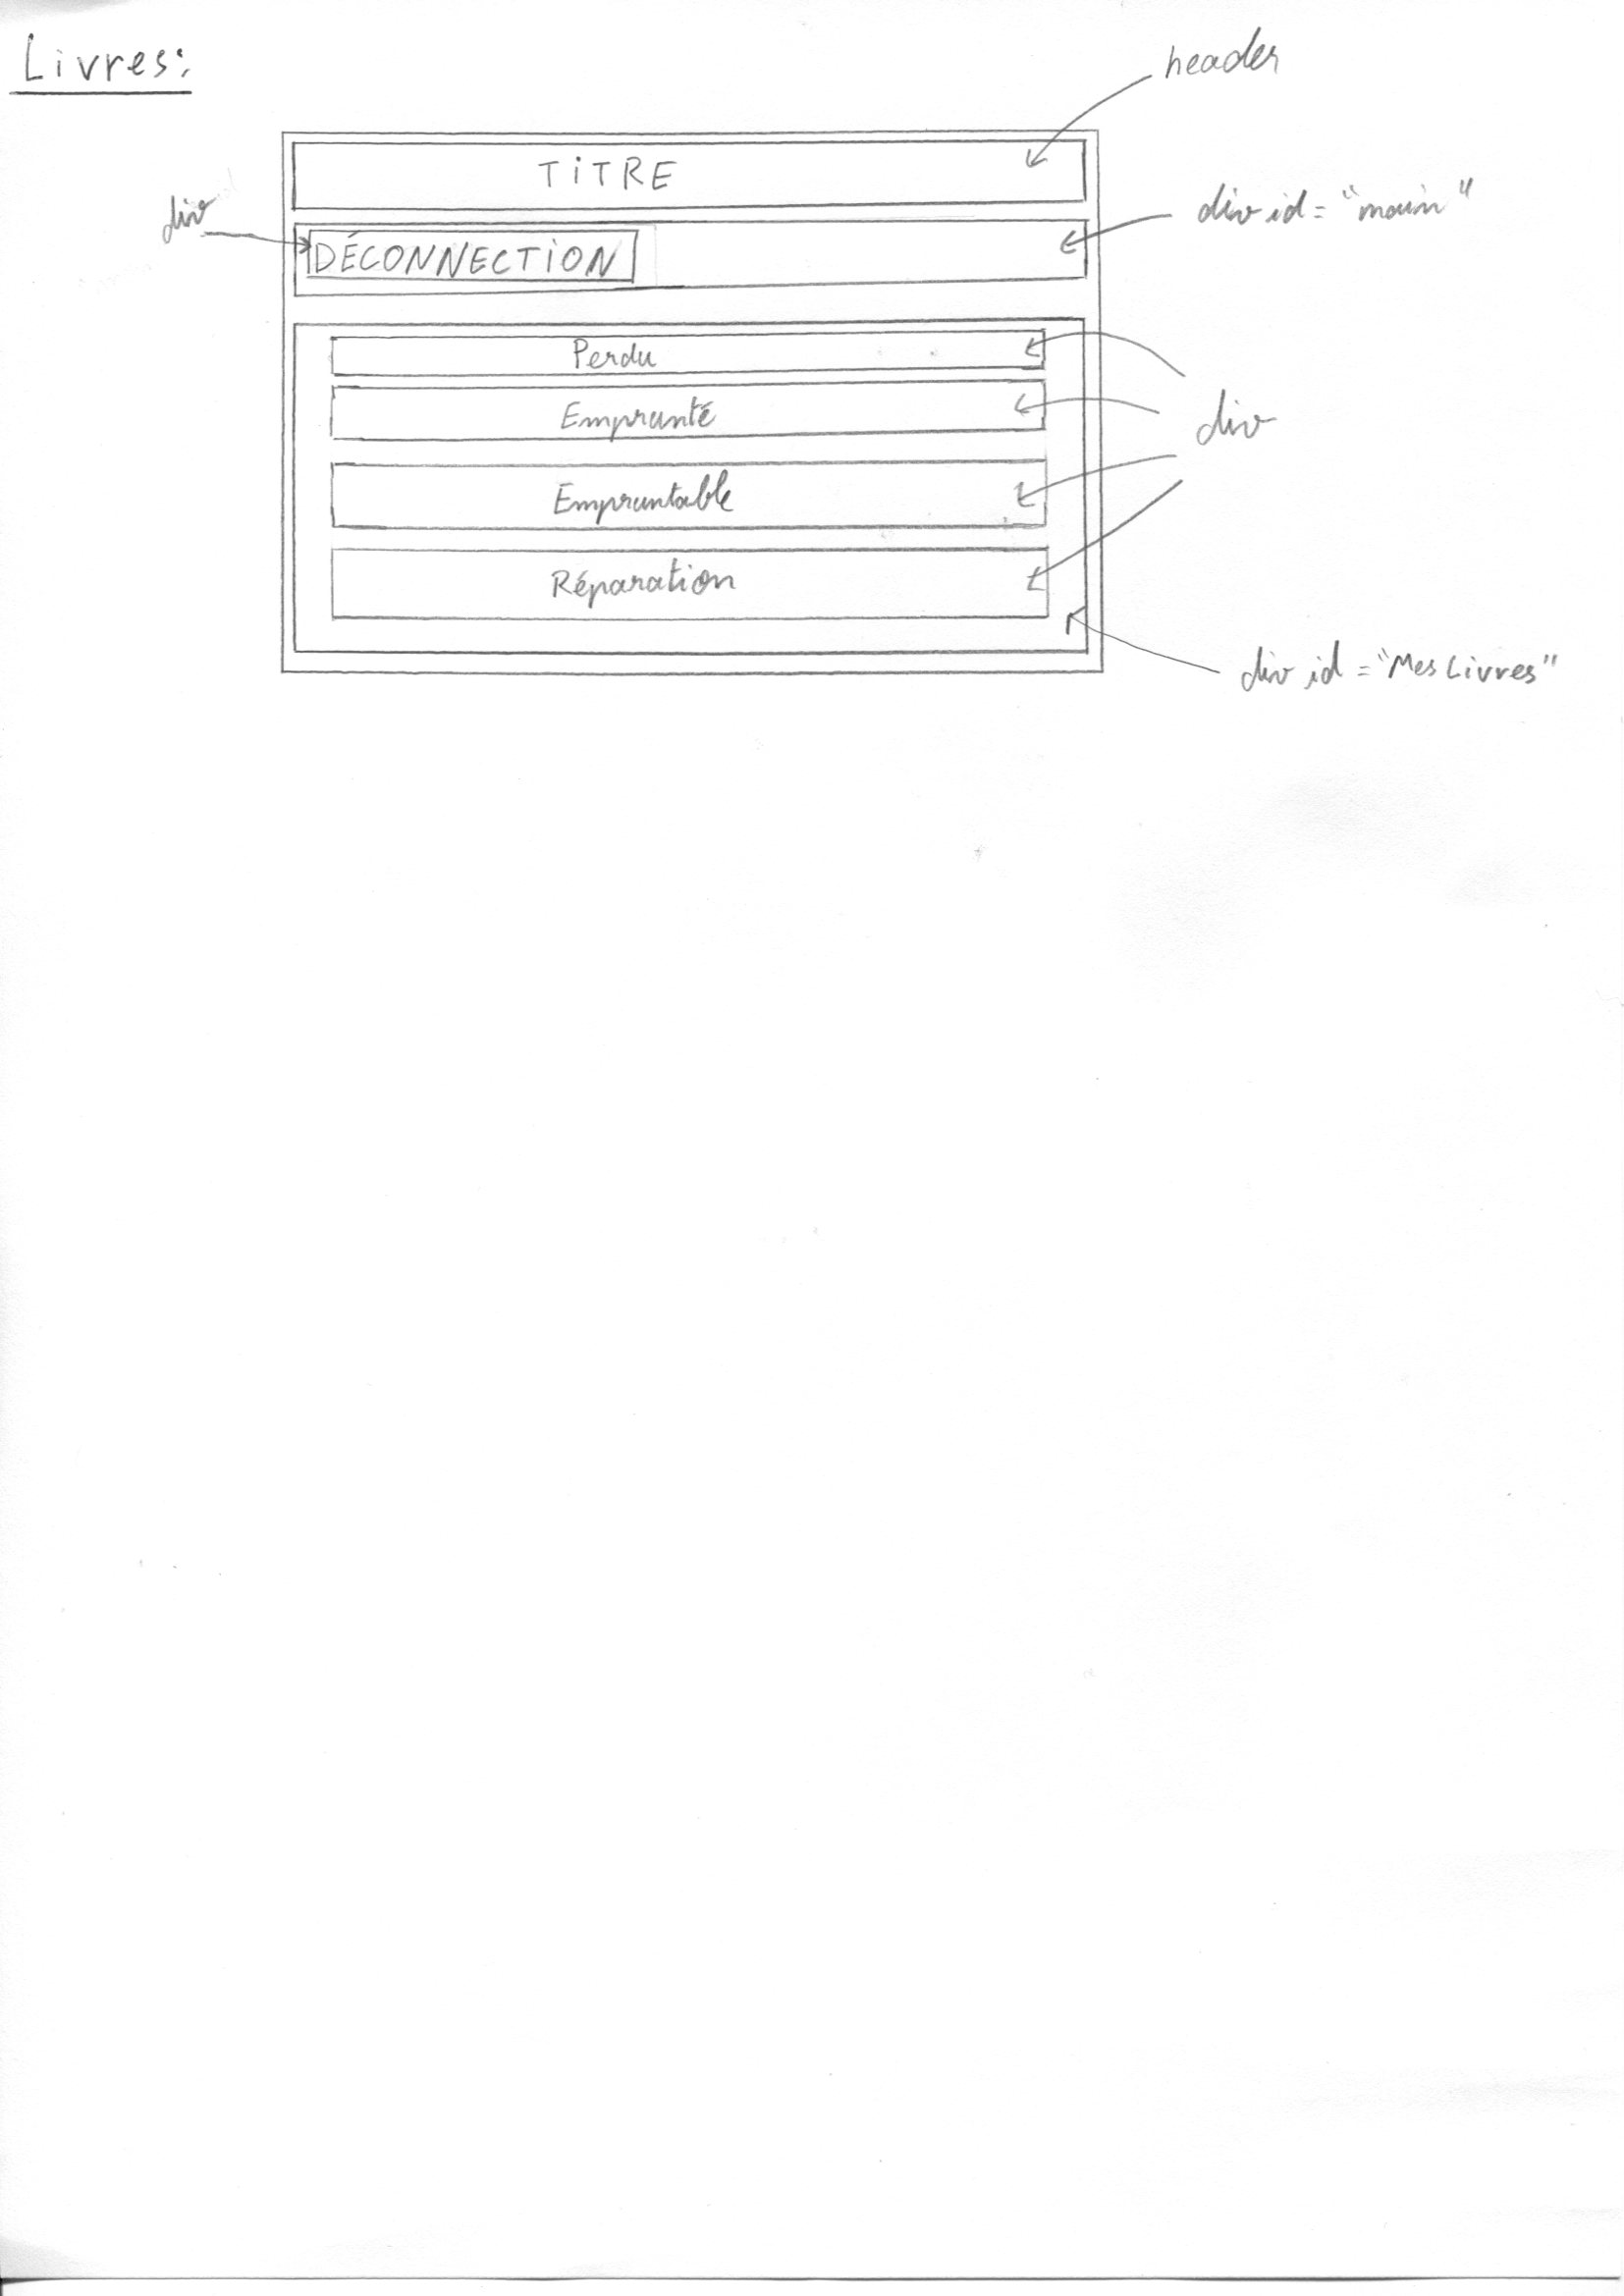 Livres:
header
TiTRE
div id = "main"
div
DÉCONNECTiON
Perdu
Emprunté
div
Empruntable
Réparation
div id = "Mes Livres"